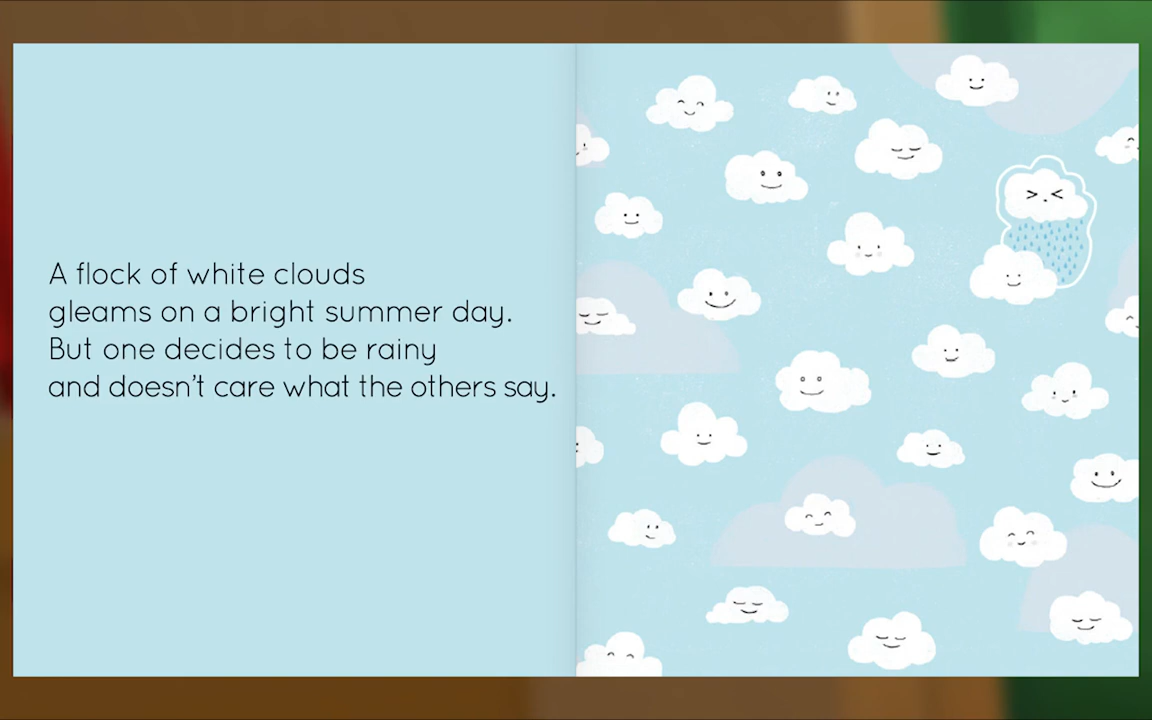 A flock of white clouds
gleams on a bright summer day.
But one decides to be rainy
and doesn't care what the others say.